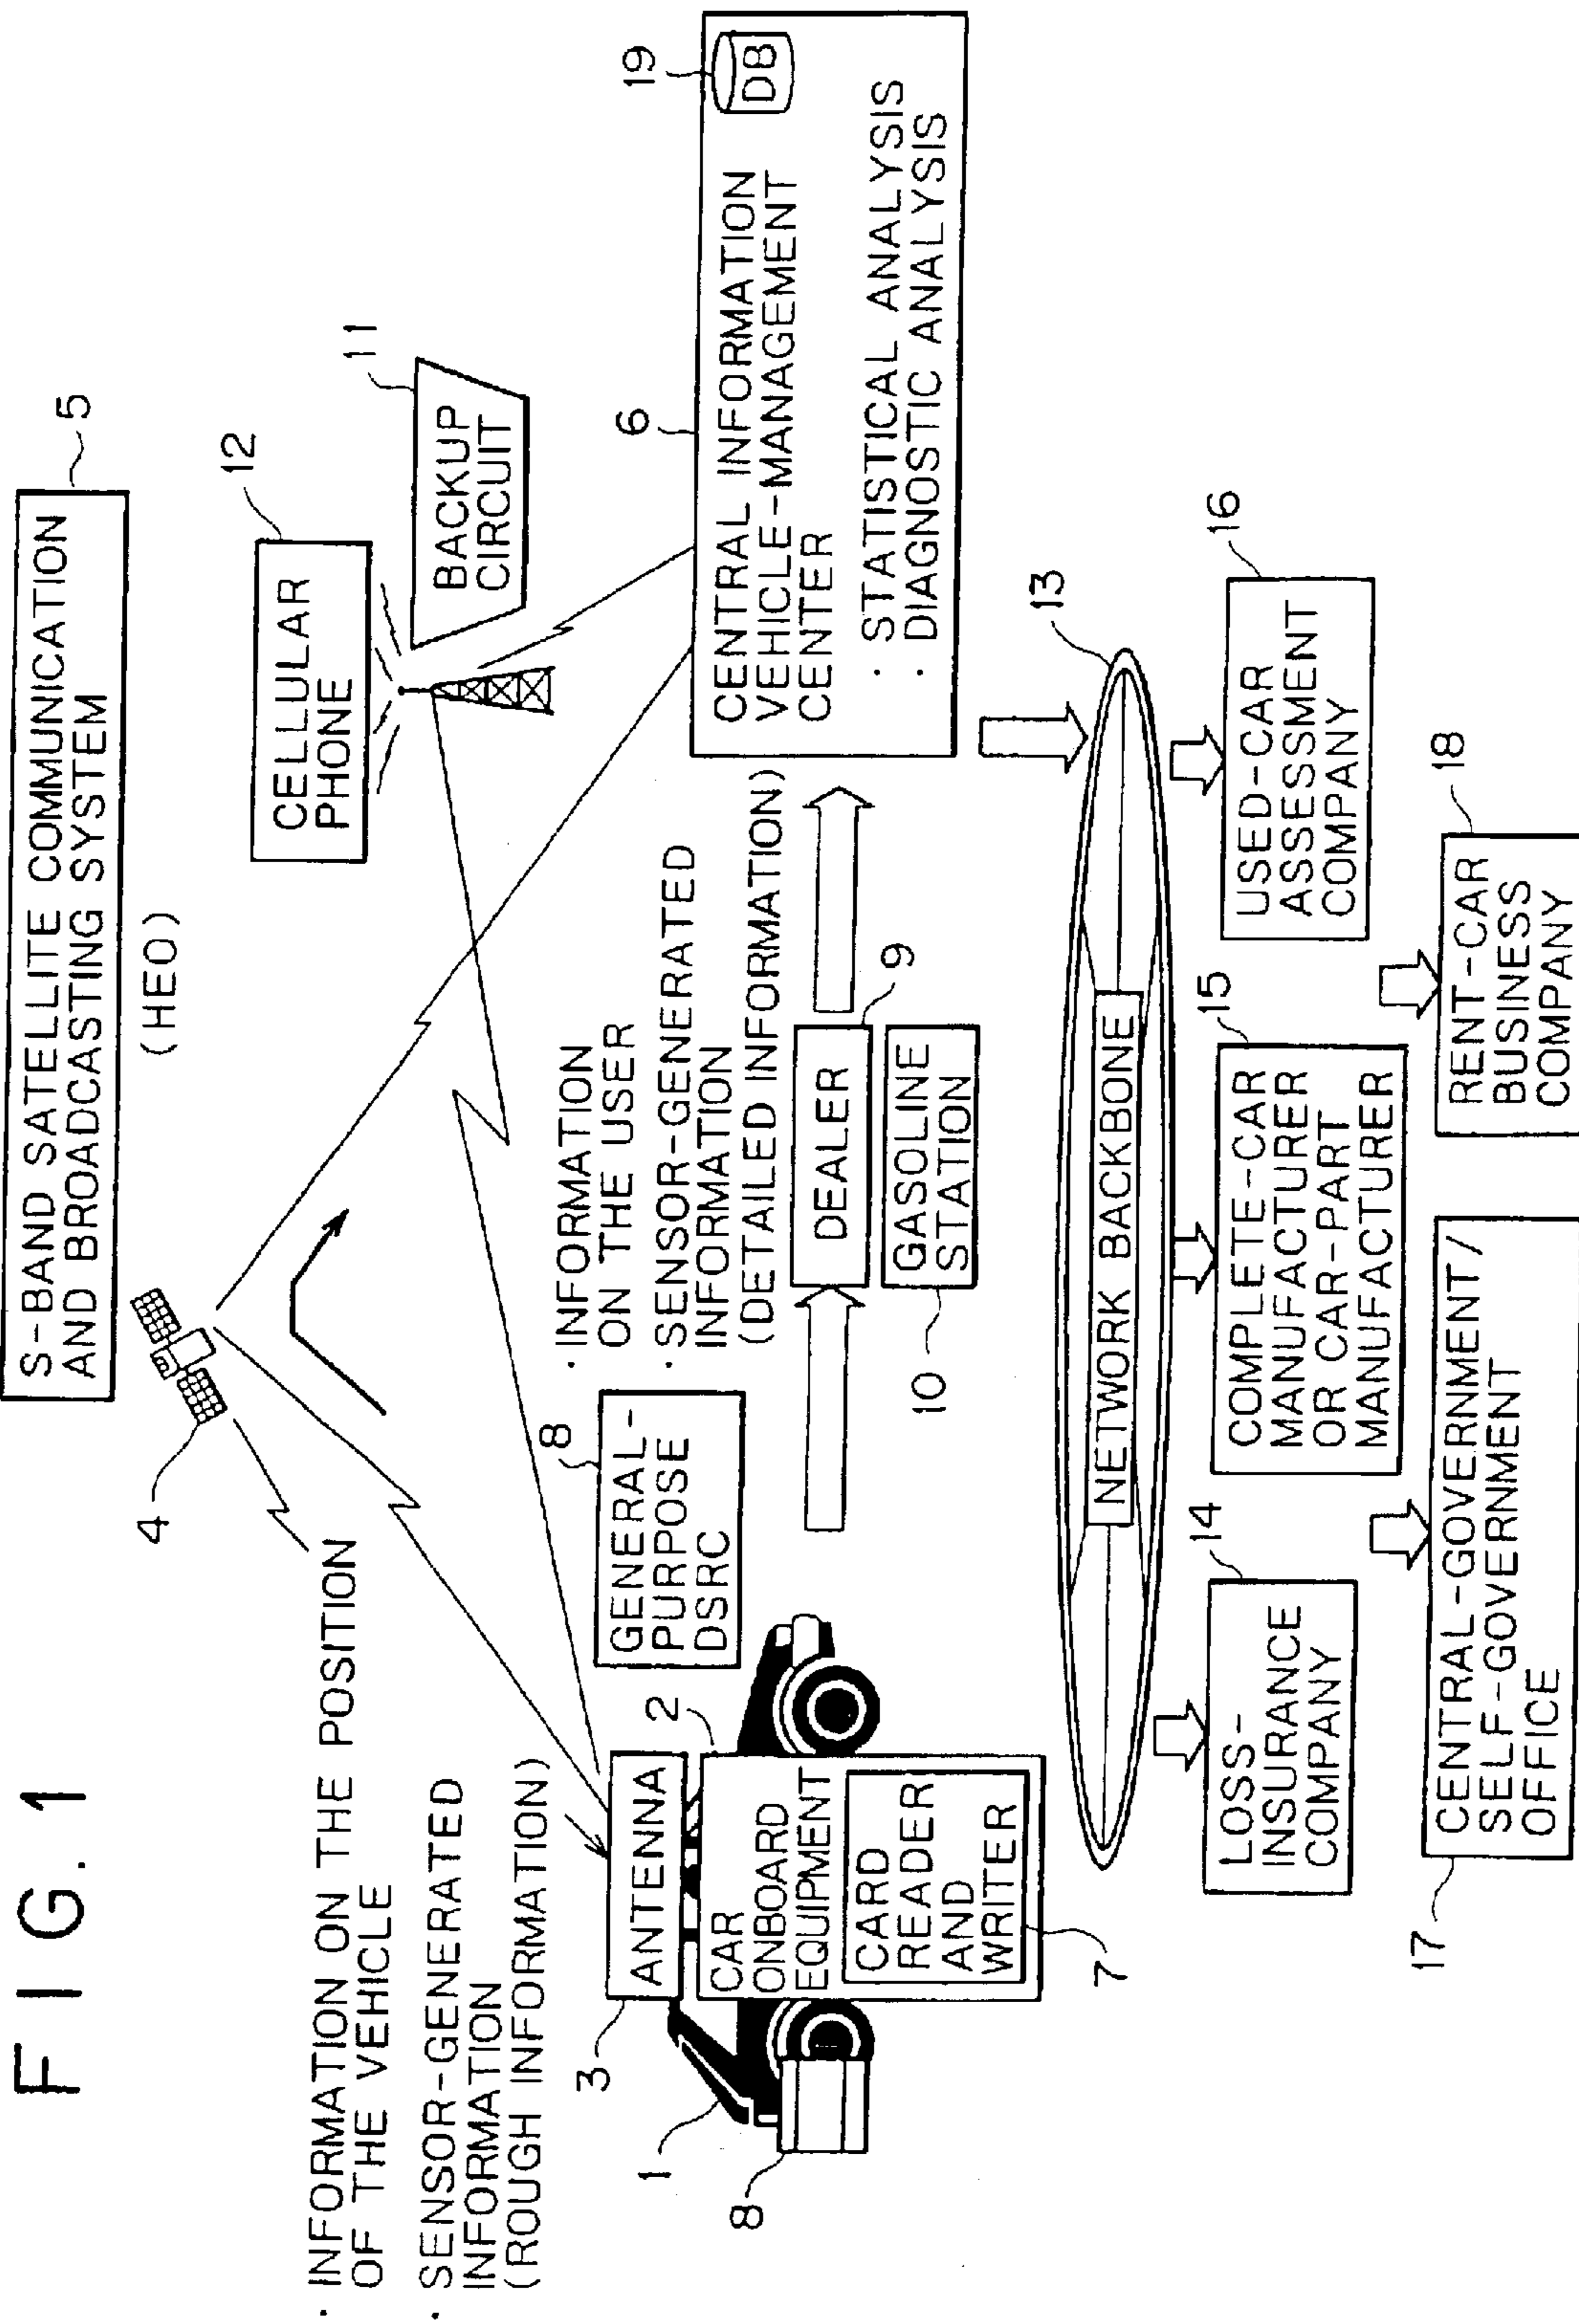 FIG. 1
S-BAND SATELLITE COMMUNICATION
AND BROADCASTING SYSTEM
5
(HEO)
4
· INFORMATION ON THE POSITION
OF THE VEHICLE
· SENSOR-GENERATED
INFORMATION
(ROUGH INFORMATION)
12
CELLULAR
PHONE
11
BACKUP
CIRCUIT
3
ANTENNA
2
CAR
ONBOARD
EQUIPMENT
CARD
READER
AND
WRITER
7
1
8
8
GENERAL-
PURPOSE
DSRC
· INFORMATION
ON THE USER
· SENSOR-GENERATED
INFORMATION
(DETAILED INFORMATION)
DEALER
9
GASOLINE
STATION
10
6
19
DB
CENTRAL INFORMATION
VEHICLE-MANAGEMENT
CENTER
· STATISTICAL ANALYSIS
· DIAGNOSTIC ANALYSIS
NETWORK BACKBONE
13
14
LOSS-
INSURANCE
COMPANY
15
COMPLETE-CAR
MANUFACTURER
OR CAR-PART
MANUFACTURER
16
USED-CAR
ASSESSMENT
COMPANY
17
CENTRAL-GOVERNMENT/
SELF-GOVERNMENT
OFFICE
18
RENT-CAR
BUSINESS
COMPANY